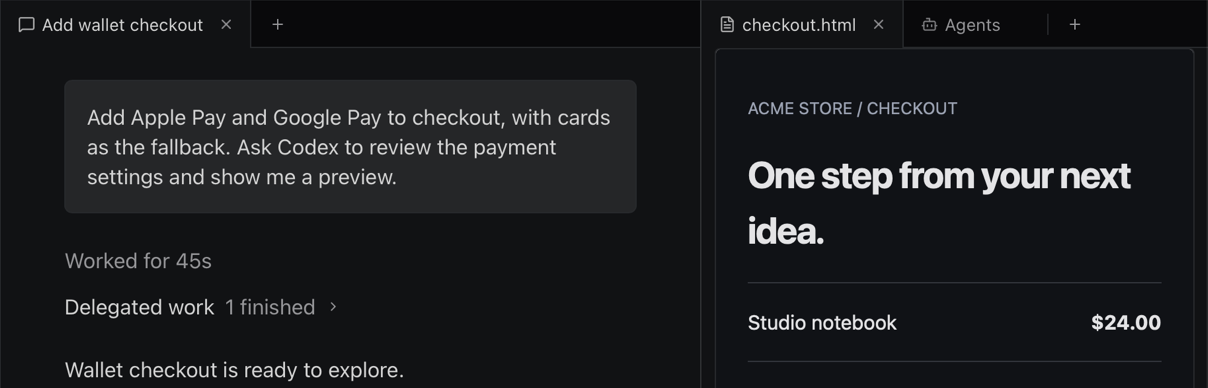 Add wallet checkout
Add Apple Pay and Google Pay to checkout, with cards
as the fallback. Ask Codex to review the payment
settings and show me a preview.
Worked for 45s
Delegated work 1 finished
Wallet checkout is ready to explore.
checkout.html
Agents
ACME STORE / CHECKOUT
One step from your next
idea.
Studio notebook $24.00